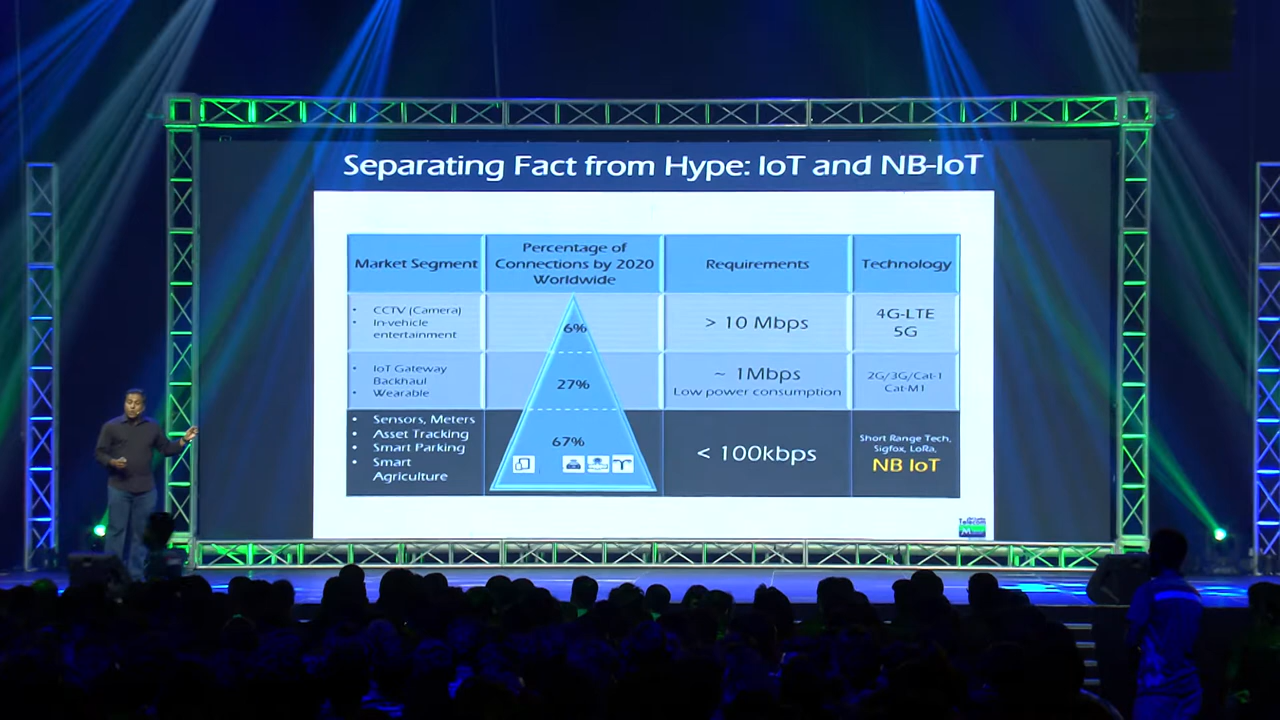 Separating Fact from Hype: IoT and NB-IoT
Market Segment
Percentage of
Connections by 2020
Worldwide
Requirements
Technology
• CCTV (Camera)
• In-vehicle
entertainment
6%
> 10 Mbps
4G-LTE
5G
• IoT Gateway
Backhaul
• Wearable
27%
~ 1Mbps
Low power consumption
2G/3G/Cat-1
Cat-M1
• Sensors, Meters
• Asset Tracking
• Smart Parking
• Smart
Agriculture
67%
< 100kbps
Short Range Tech,
Sigfox, LoRa,
NB IoT
Telecom